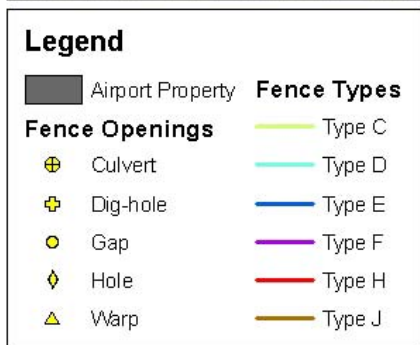 Legend
Airport Property
Fence Openings
Culvert
Dig-hole
Gap
Hole
Warp
Fence Types
Type C
Type D
Type E
Type F
Type H
Type J